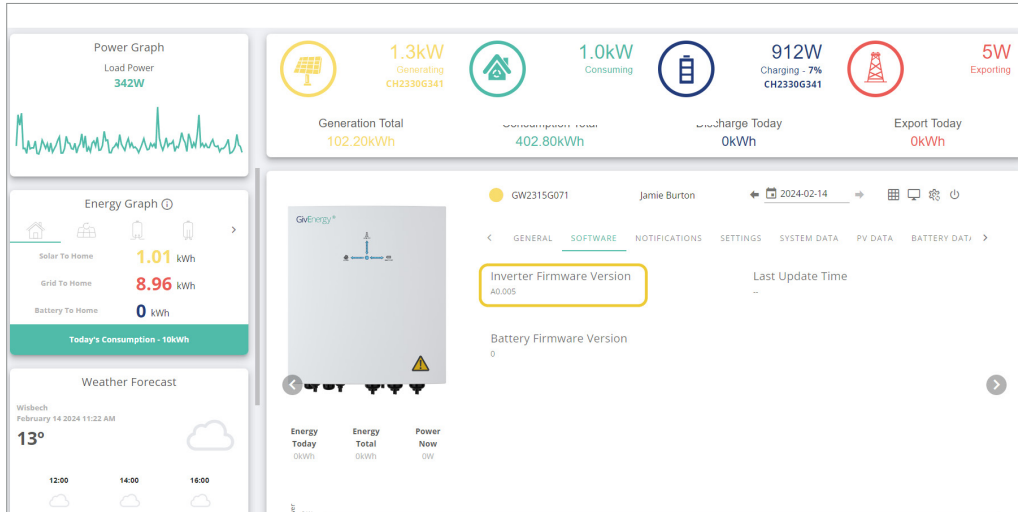 Power Graph
Load Power
342W
1.3kW
Generating
CH2330G341
1.0kW
Consuming
912W
Charging - 7%
CH2330G341
5W
Exporting
Generation Total
102.20kWh
Consumption Total
402.80kWh
Discharge Today
0kWh
Export Today
0kWh
Energy Graph
Solar To Home 1.01 kWh
Grid To Home 8.96 kWh
Battery To Home 0 kWh
Today's Consumption - 10kWh
Weather Forecast
Wisbech
February 14 2024 11:22 AM
13º
12:00 14:00 16:00
GivEnergy
Energy Today
0kWh
Energy Total
0kWh
Power Now
0W
GW2315G071 Jamie Burton 2024-02-14
GENERAL SOFTWARE NOTIFICATIONS SETTINGS SYSTEM DATA PV DATA BATTERY DATA
Inverter Firmware Version
A0.005
Last Update Time
--
Battery Firmware Version
0